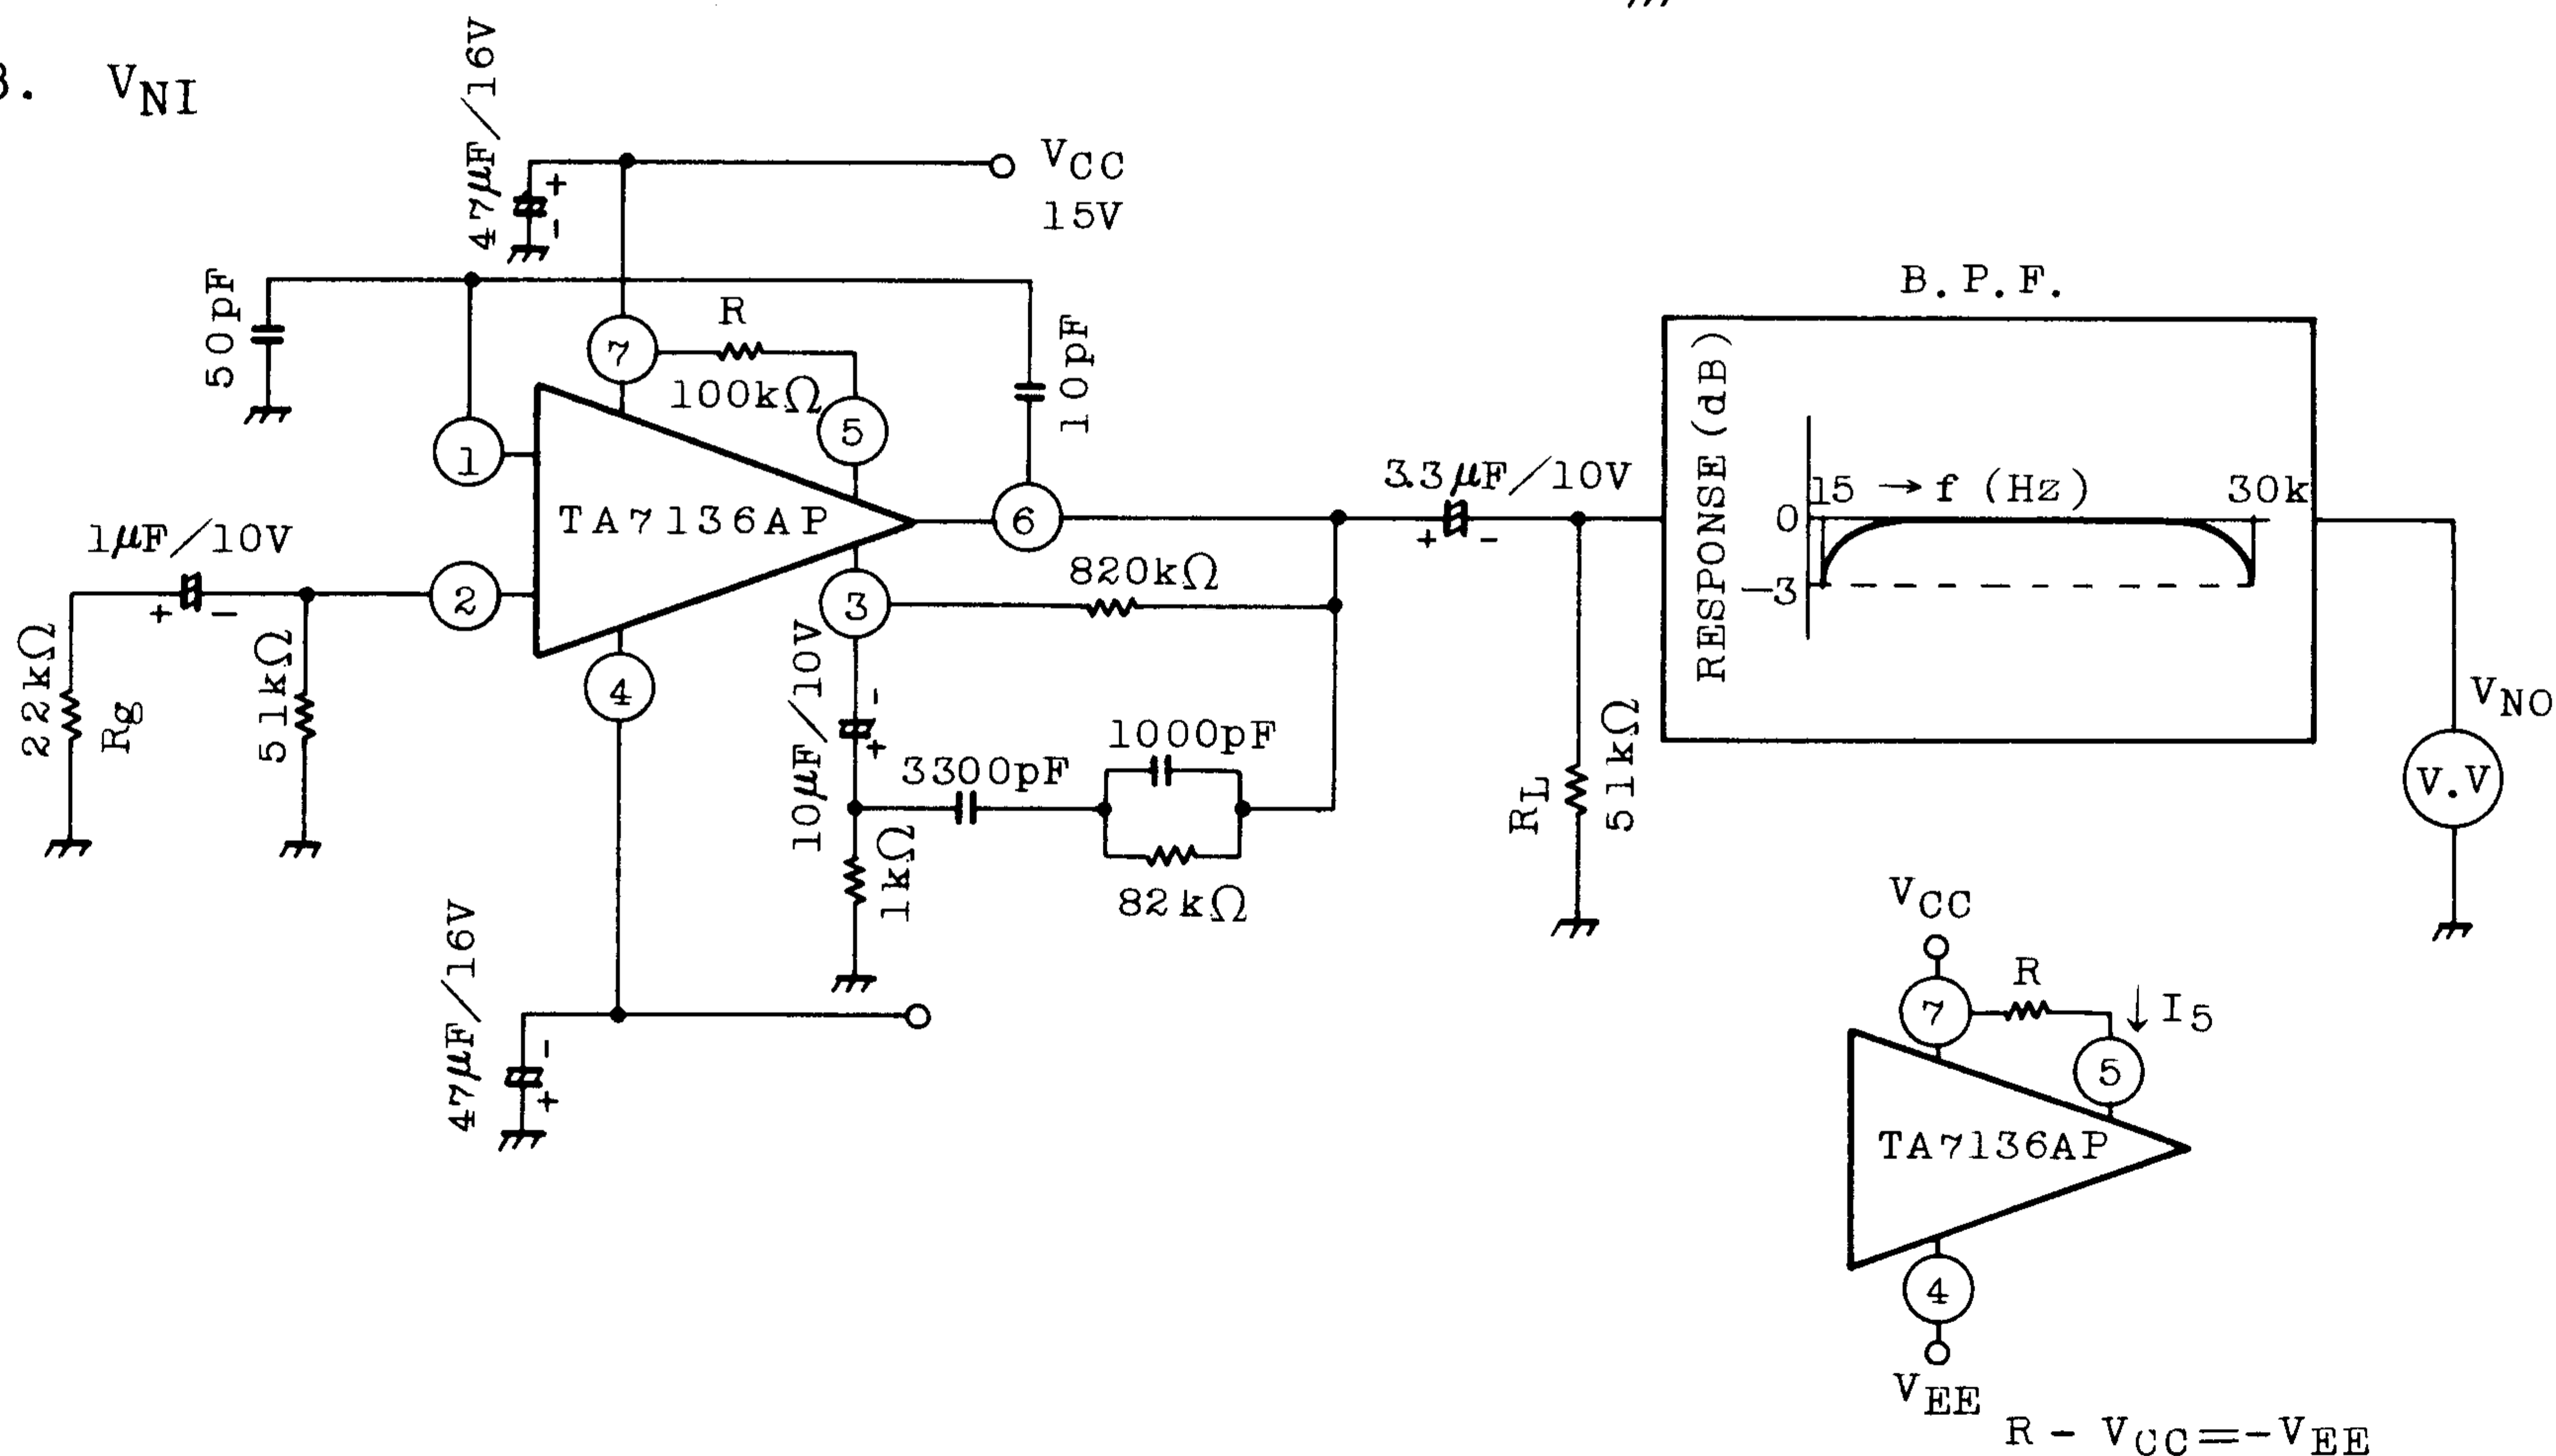 3. VNI
47μF/16V
VCC
15V
50pF
R
100kΩ
10pF
7
5
1
TA7136AP
6
3.3μF/10V
1μF/10V
2
3
820kΩ
22kΩ
Rg
51kΩ
4
10μF/10V
1kΩ
3300pF
1000pF
82kΩ
RL
51kΩ
47μF/16V
B.P.F.
RESPONSE (dB)
15 → f (Hz) 30k
0
-3
VNO
V.V
VCC
R
↓ I5
7
5
TA7136AP
4
VEE
R - VCC=-VEE